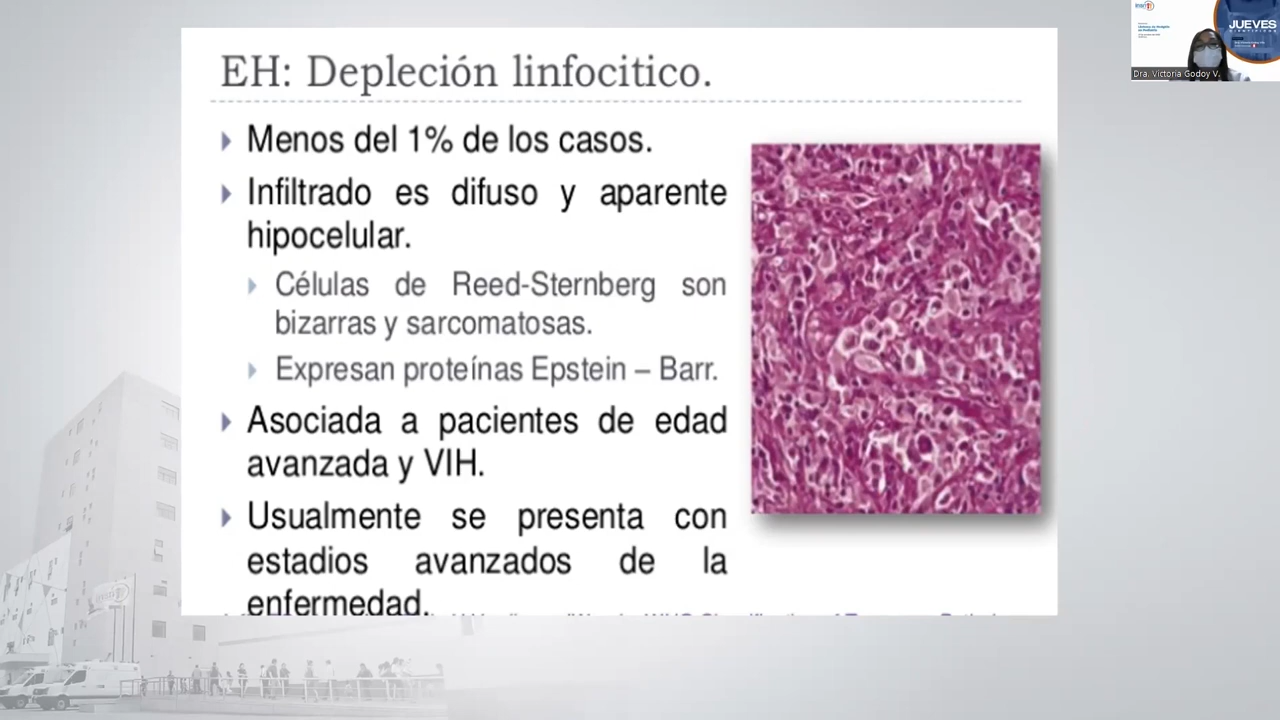 EH: Depleción linfocitico.
Menos del 1% de los casos.
Infiltrado es difuso y aparente
hipocelular.
Células de Reed-Sternberg son
bizarras y sarcomatosas.
Expresan proteínas Epstein – Barr.
Asociada a pacientes de edad
avanzada y VIH.
Usualmente se presenta con
estadios avanzados de la
enfermedad.
JUEVES
Dra. Victoria Godoy V.